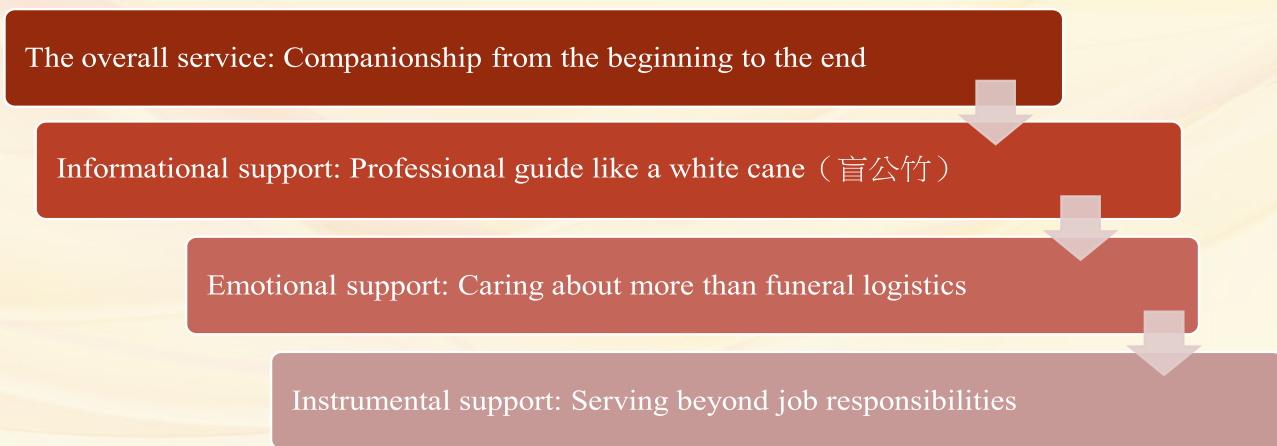 The overall service: Companionship from the beginning to the end
Informational support: Professional guide like a white cane（盲公竹）
Emotional support: Caring about more than funeral logistics
Instrumental support: Serving beyond job responsibilities